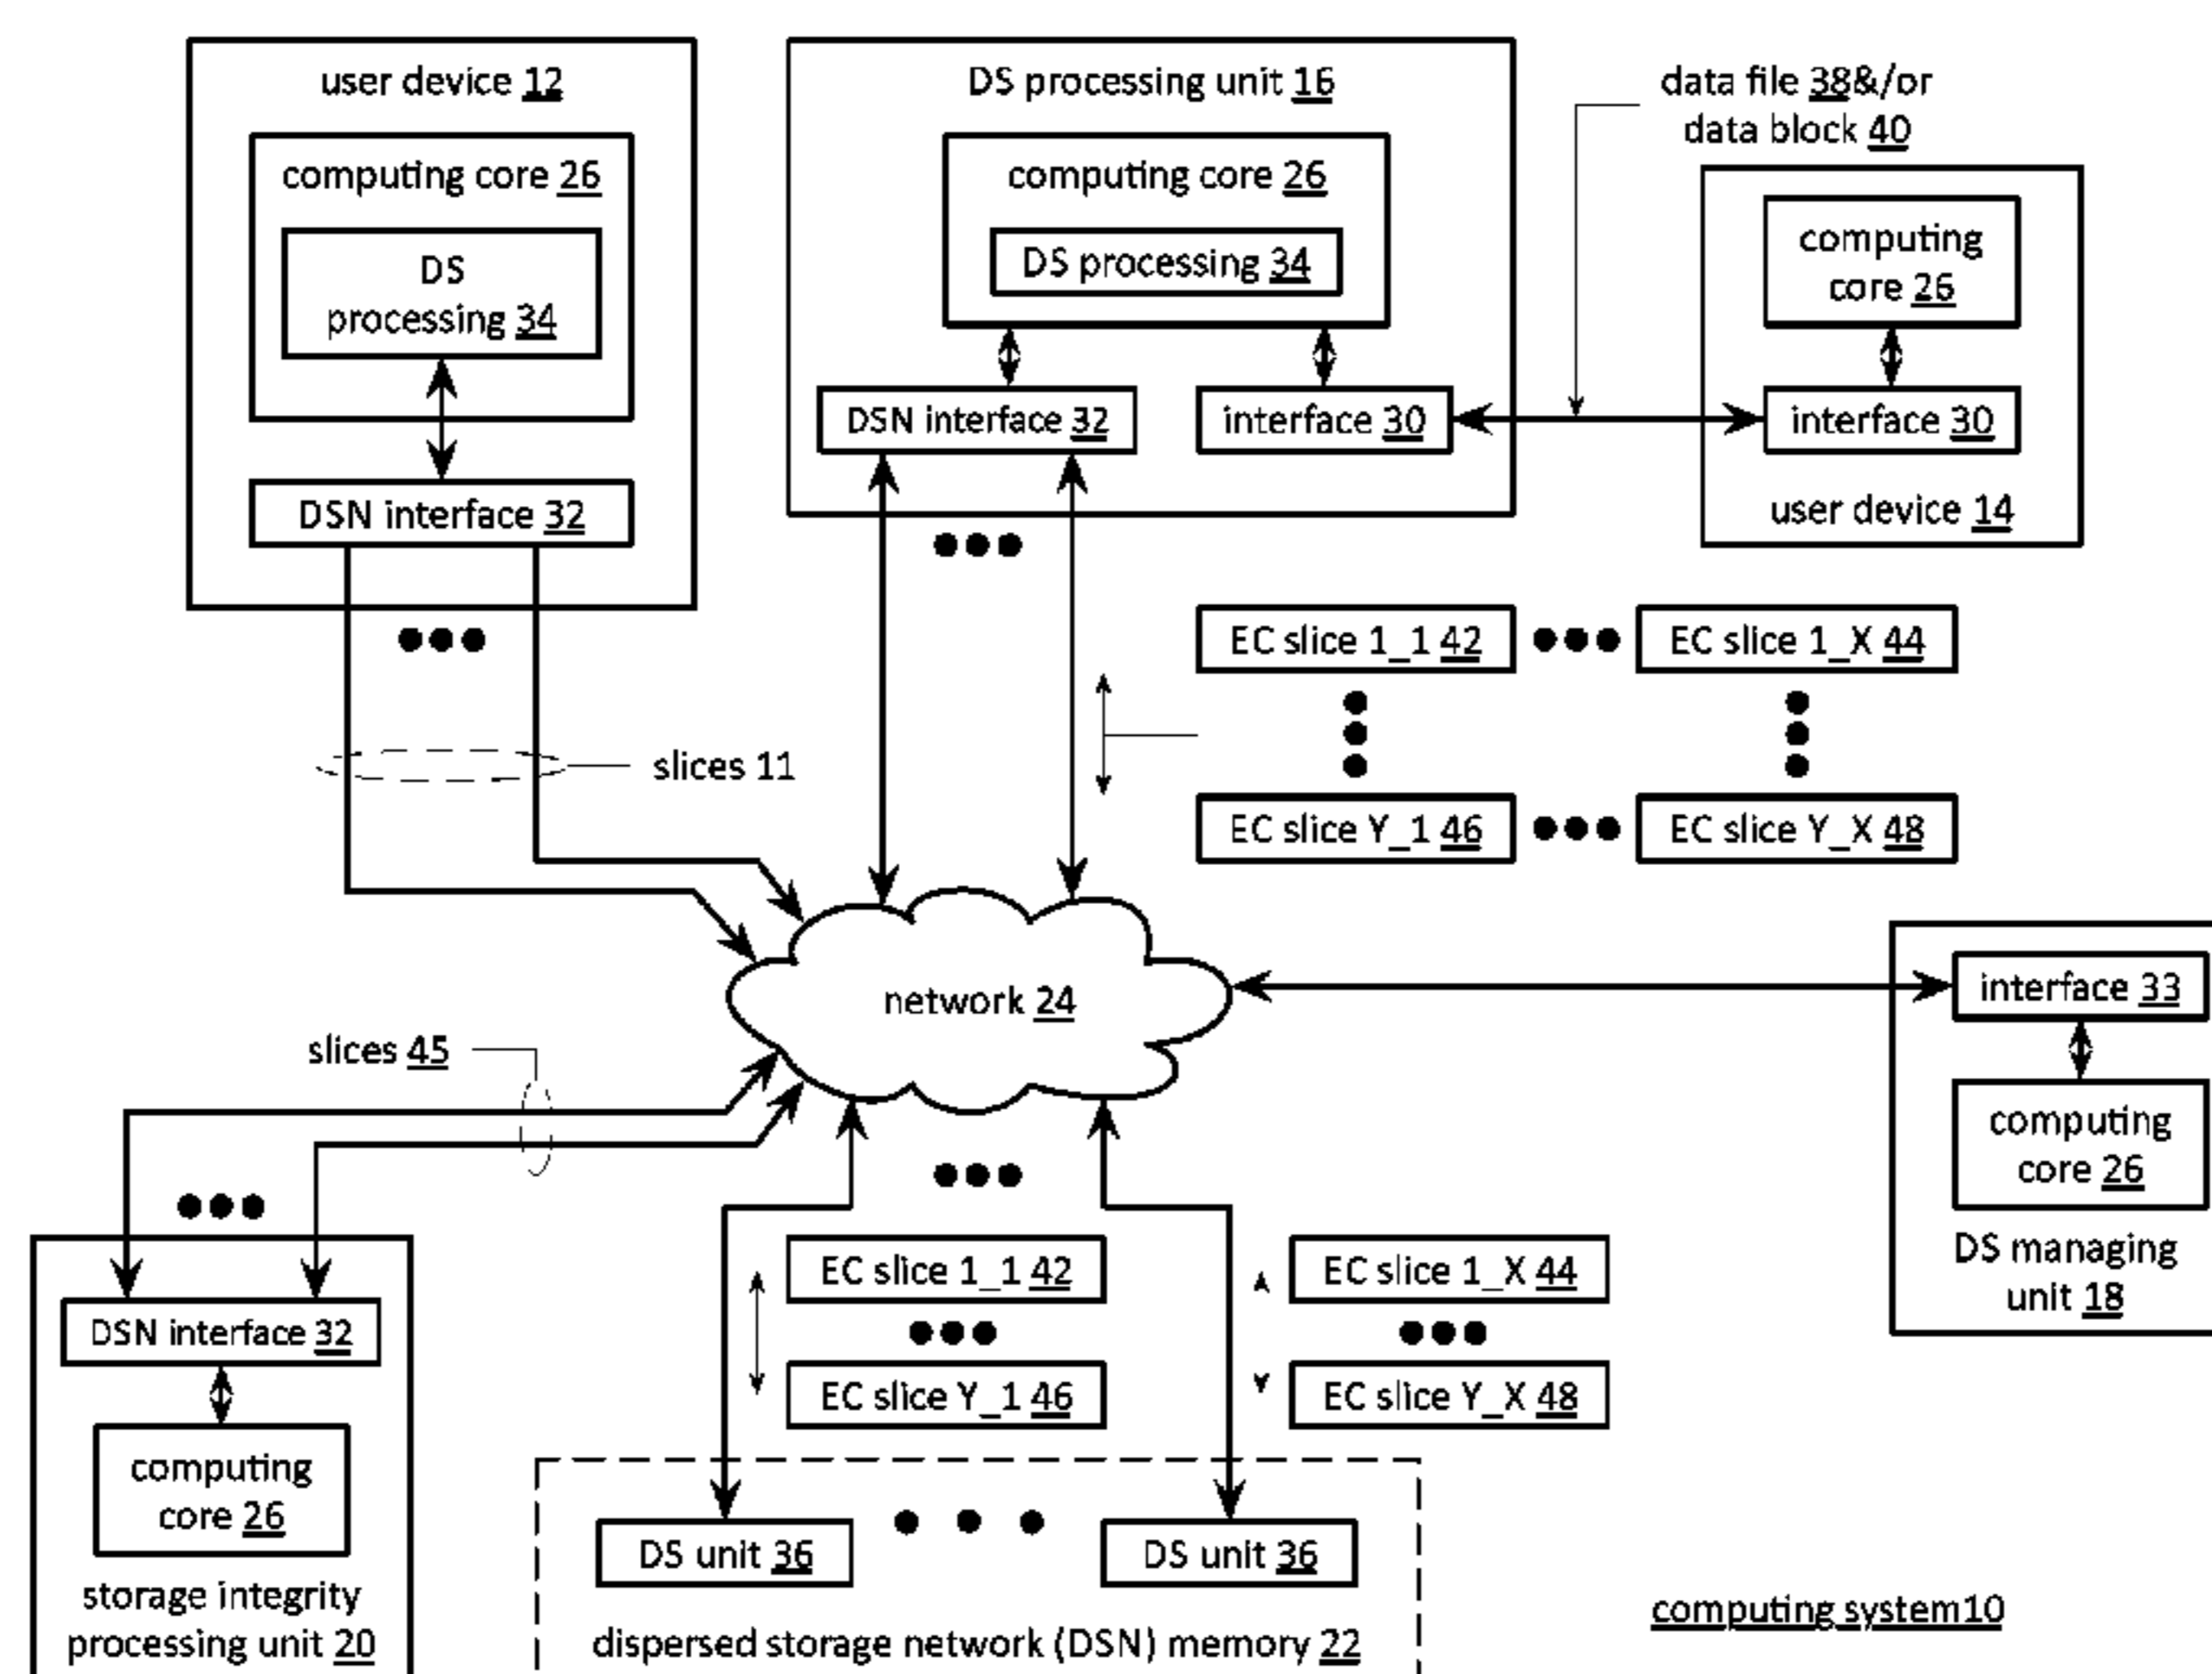 user device 12
computing core 26
DS
processing 34
DSN interface 32
DS processing unit 16
computing core 26
DS processing 34
DSN interface 32
interface 30
data file 38&/or
data block 40
computing
core 26
interface 30
user device 14
slices 11
EC slice 1_1 42
EC slice 1_X 44
EC slice Y_1 46
EC slice Y_X 48
network 24
interface 33
computing
core 26
DS managing
unit 18
slices 45
DSN interface 32
computing
core 26
storage integrity
processing unit 20
EC slice 1_1 42
EC slice Y_1 46
EC slice 1_X 44
EC slice Y_X 48
DS unit 36
DS unit 36
dispersed storage network (DSN) memory 22
computing system10